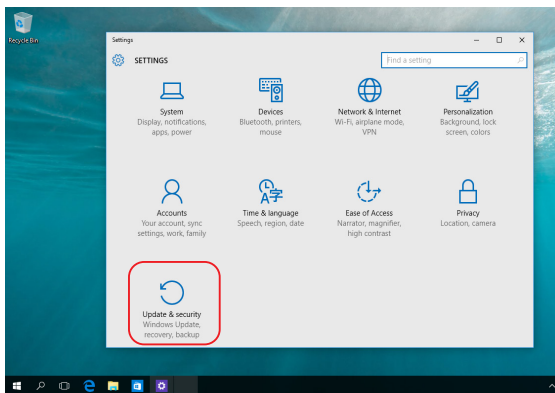 Recycle Bin
Settings
SETTINGS
Find a setting
System
Display, notifications,
apps, power
Devices
Bluetooth, printers,
mouse
Network & Internet
Wi-Fi, airplane mode,
VPN
Personalization
Background, lock
screen, colors
Accounts
Your account, sync
settings, work, family
Time & language
Speech, region, date
Ease of Access
Narrator, magnifier,
high contrast
Privacy
Location, camera
Update & security
Windows Update,
recovery, backup